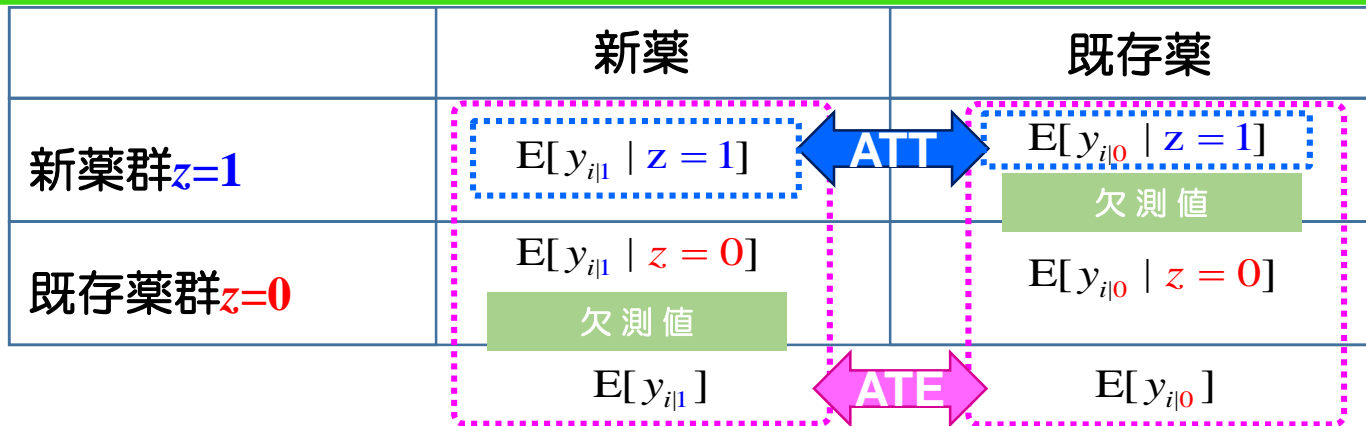 新薬 既存薬
新薬群z=1 E[y_{i|1} | z = 1] ATT E[y_{i|0} | z = 1]
欠測値
既存薬群z=0 E[y_{i|1} | z = 0] E[y_{i|0} | z = 0]
欠測値
E[y_{i|1}] ATE E[y_{i|0}]